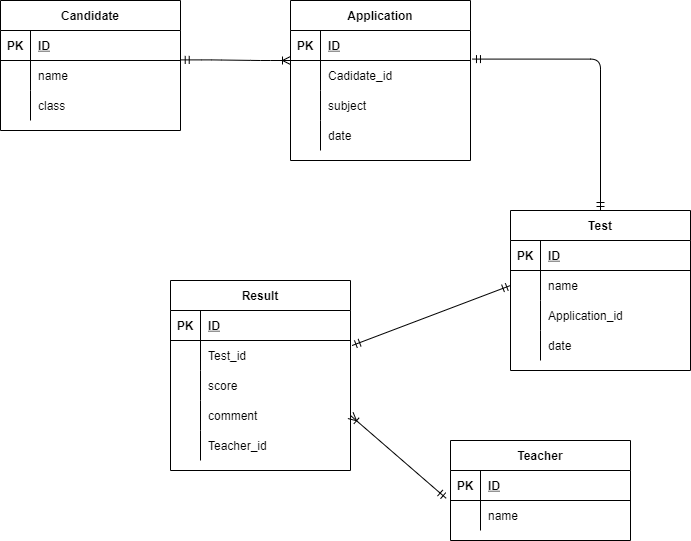 Candidate
PK ID
name
class
Application
PK ID
Cadidate_id
subject
date
Test
PK ID
name
Application_id
date
Result
PK ID
Test_id
score
comment
Teacher_id
Teacher
PK ID
name